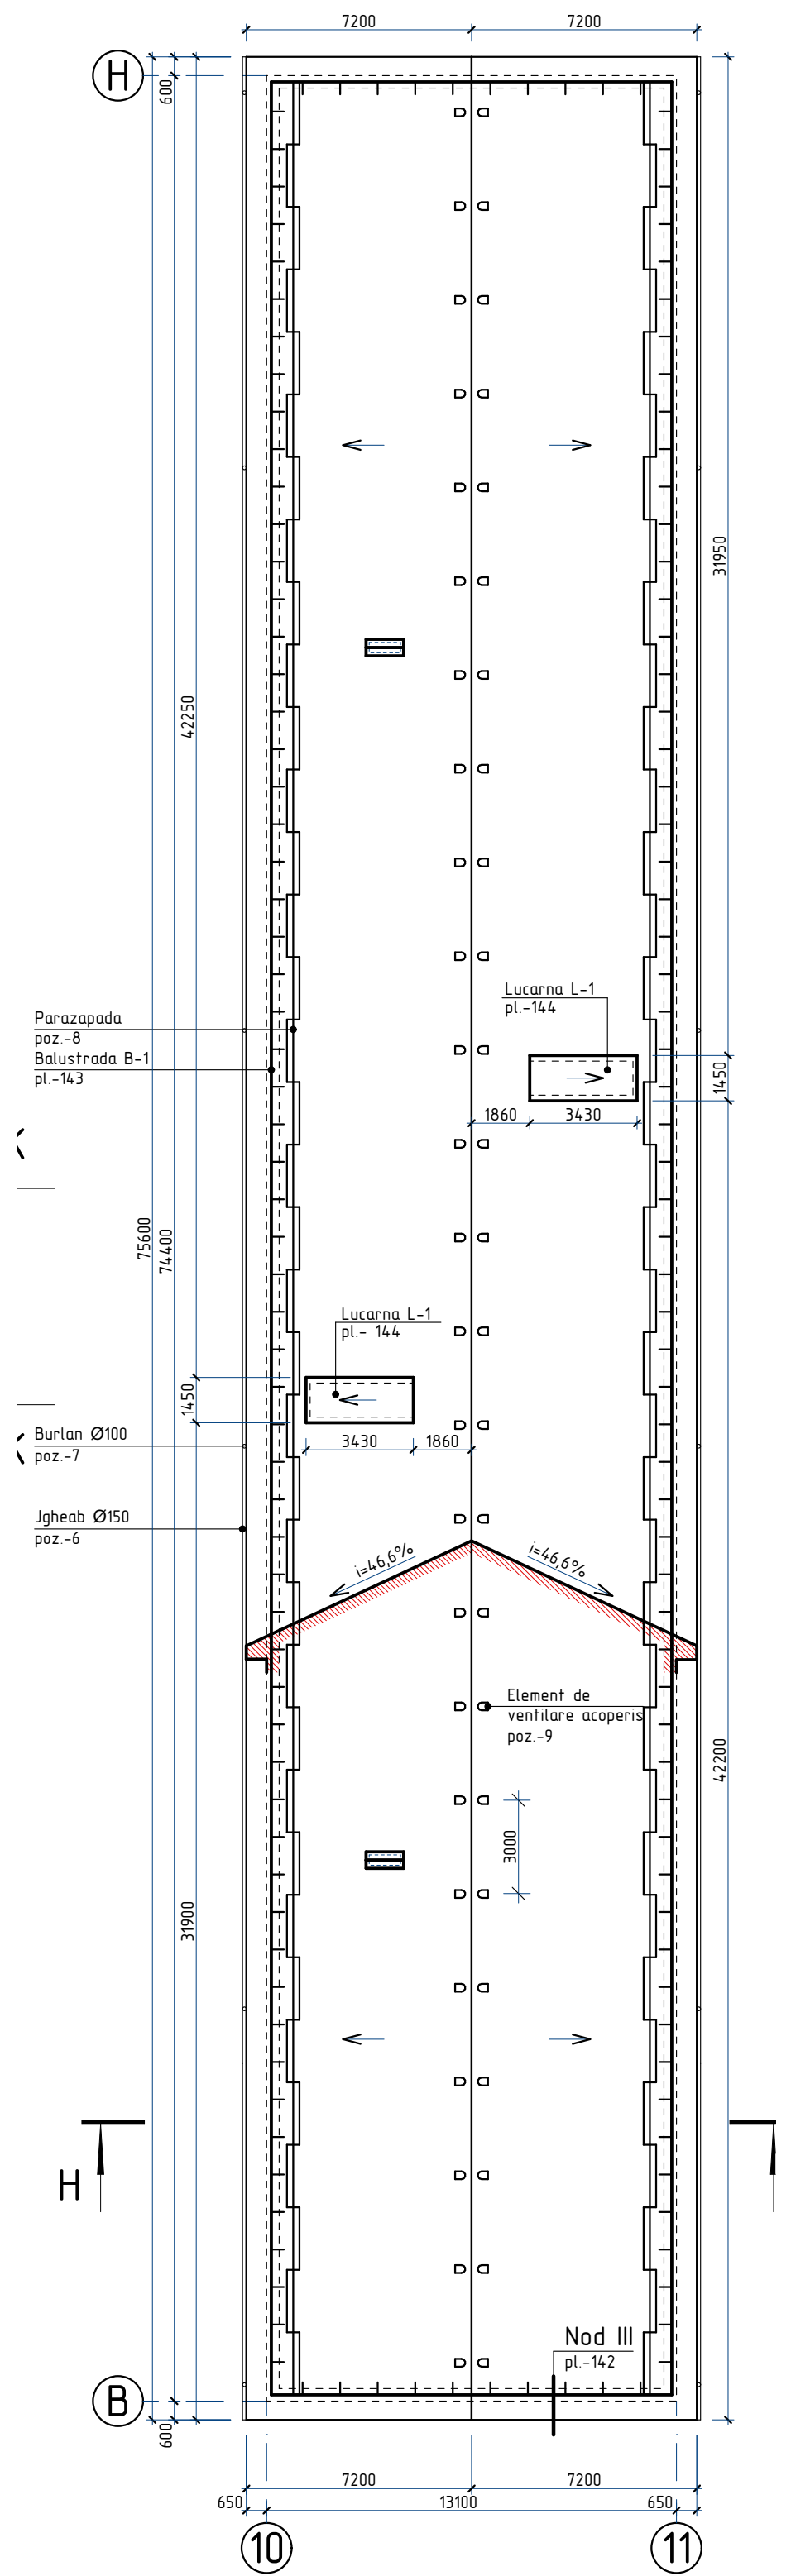 7200
7200
H
600
31950
42250
Lucarna L-1
pl.-144
Parazapada
poz.-8
Balustrada B-1
pl.-143
1450
1860
3430
75600
74400
Lucarna L-1
pl.- 144
1450
3430
1860
Burlan Ø100
poz.-7
Jgheab Ø150
poz.-6
i=46,6%
i=46,6%
Element de
ventilare acoperis
poz.-9
42200
3000
31900
H
Nod III
pl.-142
B
600
7200
7200
650
13100
650
10
11